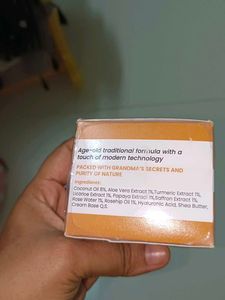 Age-old traditional formula with a
touch of modern technology
PACKED WITH GRANDMA'S SECRETS AND
PURITY OF NATURE
Ingredients:
Coconut Oil 8%, Aloe Vera Extract 1%, Turmeric Extract 1%,
Licorice Extract 1%, Papaya Extract 1%, Saffron Extract 1%,
Rose Water 1%, Rosehip Oil 1%, Hyaluronic Acid, Shea Butter,
Cream Base Q.S.